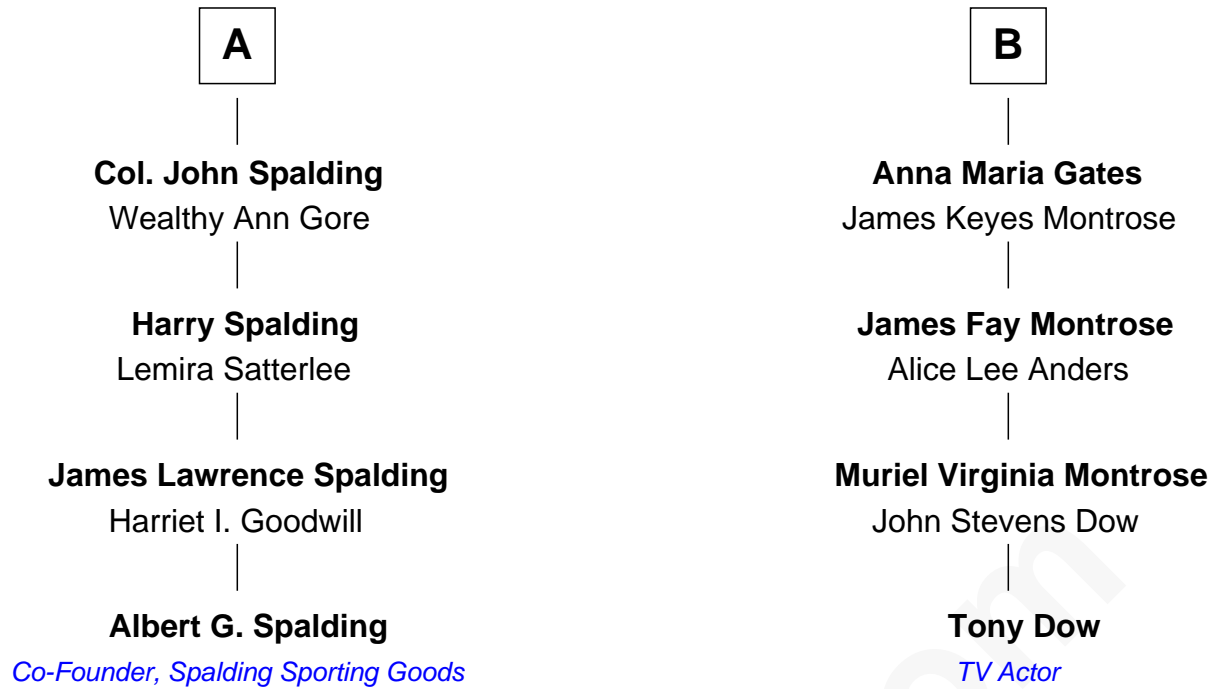 A
B
Col. John Spalding
Wealthy Ann Gore
Anna Maria Gates
James Keyes Montrose
Harry Spalding
Lemira Satterlee
James Fay Montrose
Alice Lee Anders
James Lawrence Spalding
Harriet I. Goodwill
Muriel Virginia Montrose
John Stevens Dow
Albert G. Spalding
Co-Founder, Spalding Sporting Goods
Tony Dow
TV Actor
om